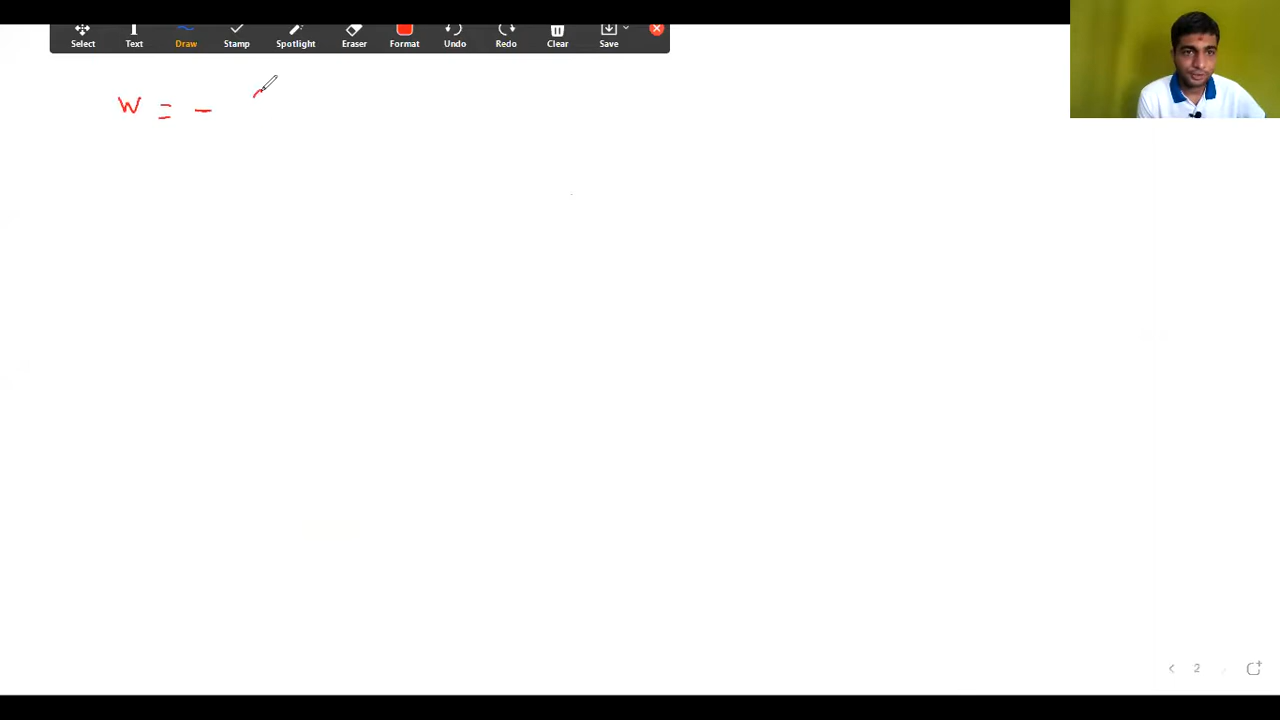 Select Text Draw Stamp Spotlight Eraser Format Undo Redo Clear Save
W = -
2